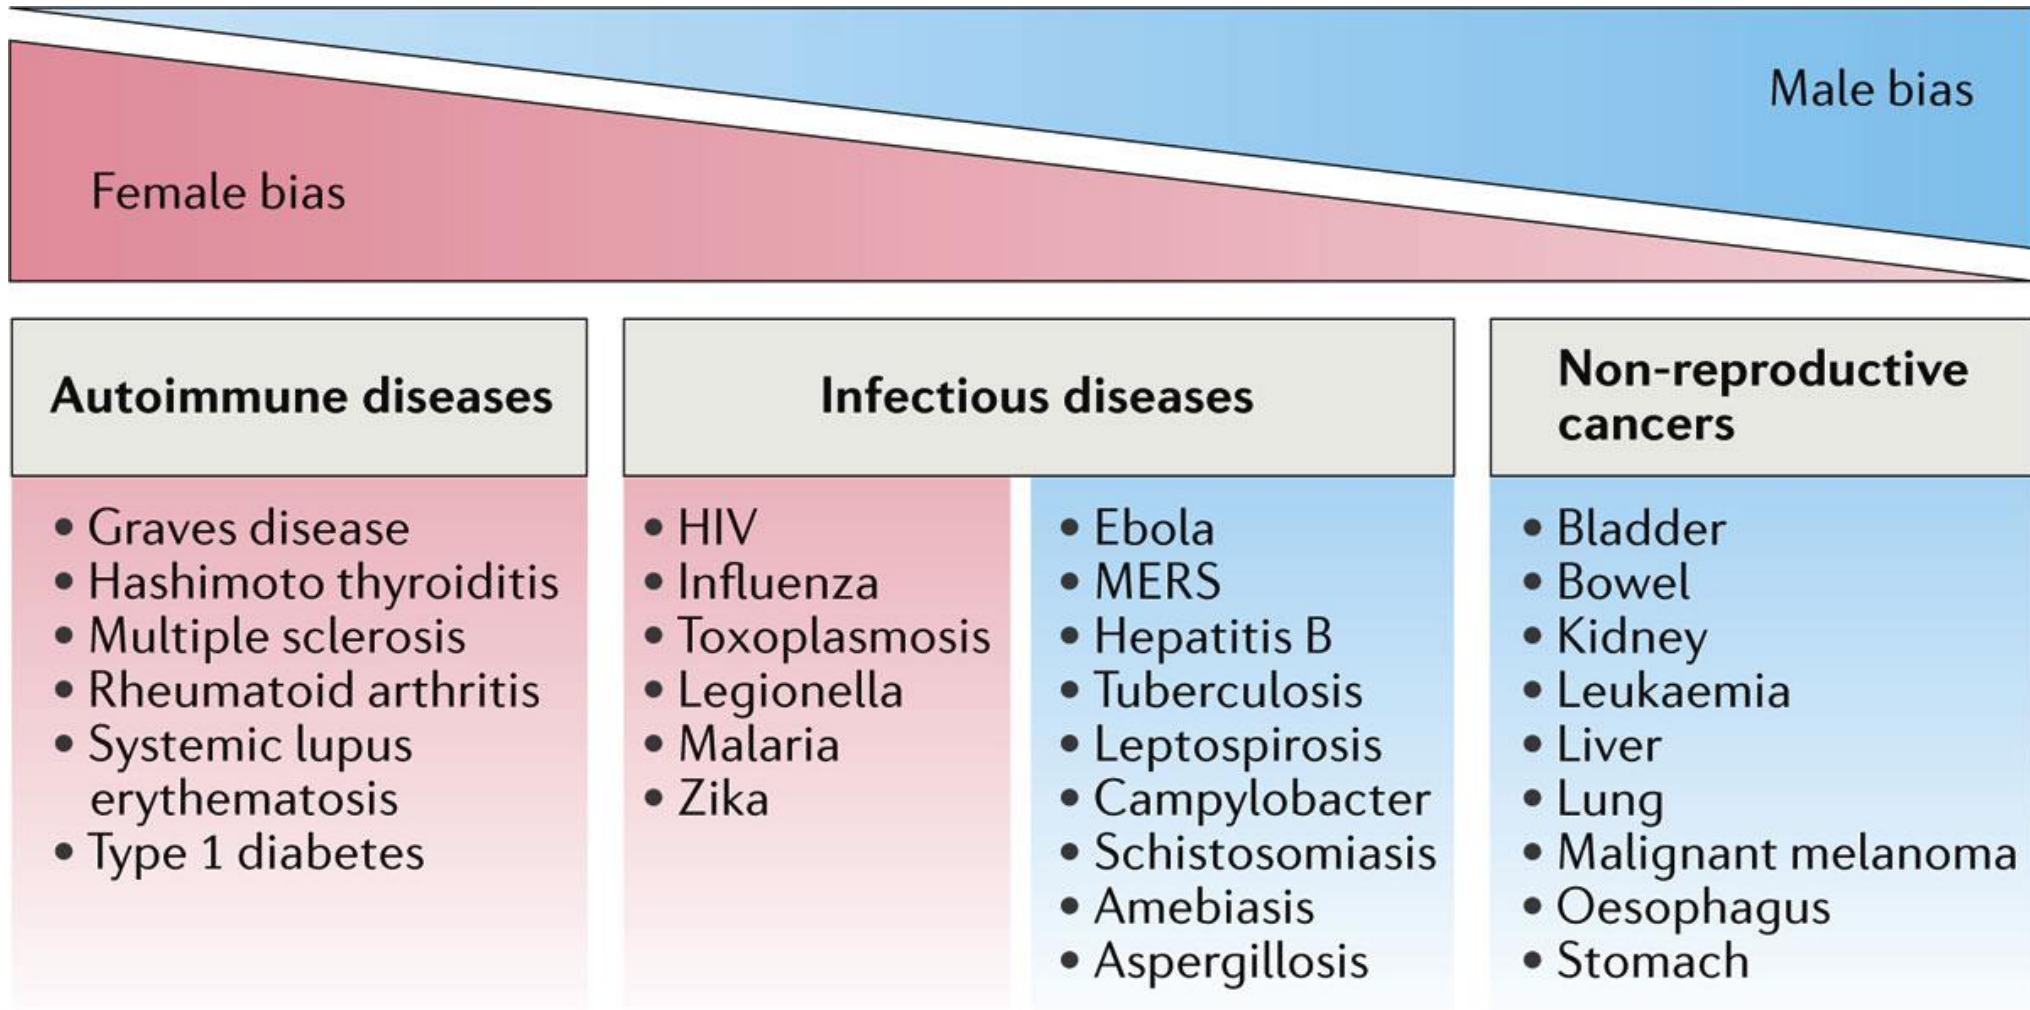 Male bias
Female bias
Autoimmune diseases
• Graves disease
• Hashimoto thyroiditis
• Multiple sclerosis
• Rheumatoid arthritis
• Systemic lupus
erythematosis
• Type 1 diabetes
Infectious diseases
• HIV
• Influenza
• Toxoplasmosis
• Legionella
• Malaria
• Zika
• Ebola
• MERS
• Hepatitis B
• Tuberculosis
• Leptospirosis
• Campylobacter
• Schistosomiasis
• Amebiasis
• Aspergillosis
Non-reproductive
cancers
• Bladder
• Bowel
• Kidney
• Leukaemia
• Liver
• Lung
• Malignant melanoma
• Oesophagus
• Stomach